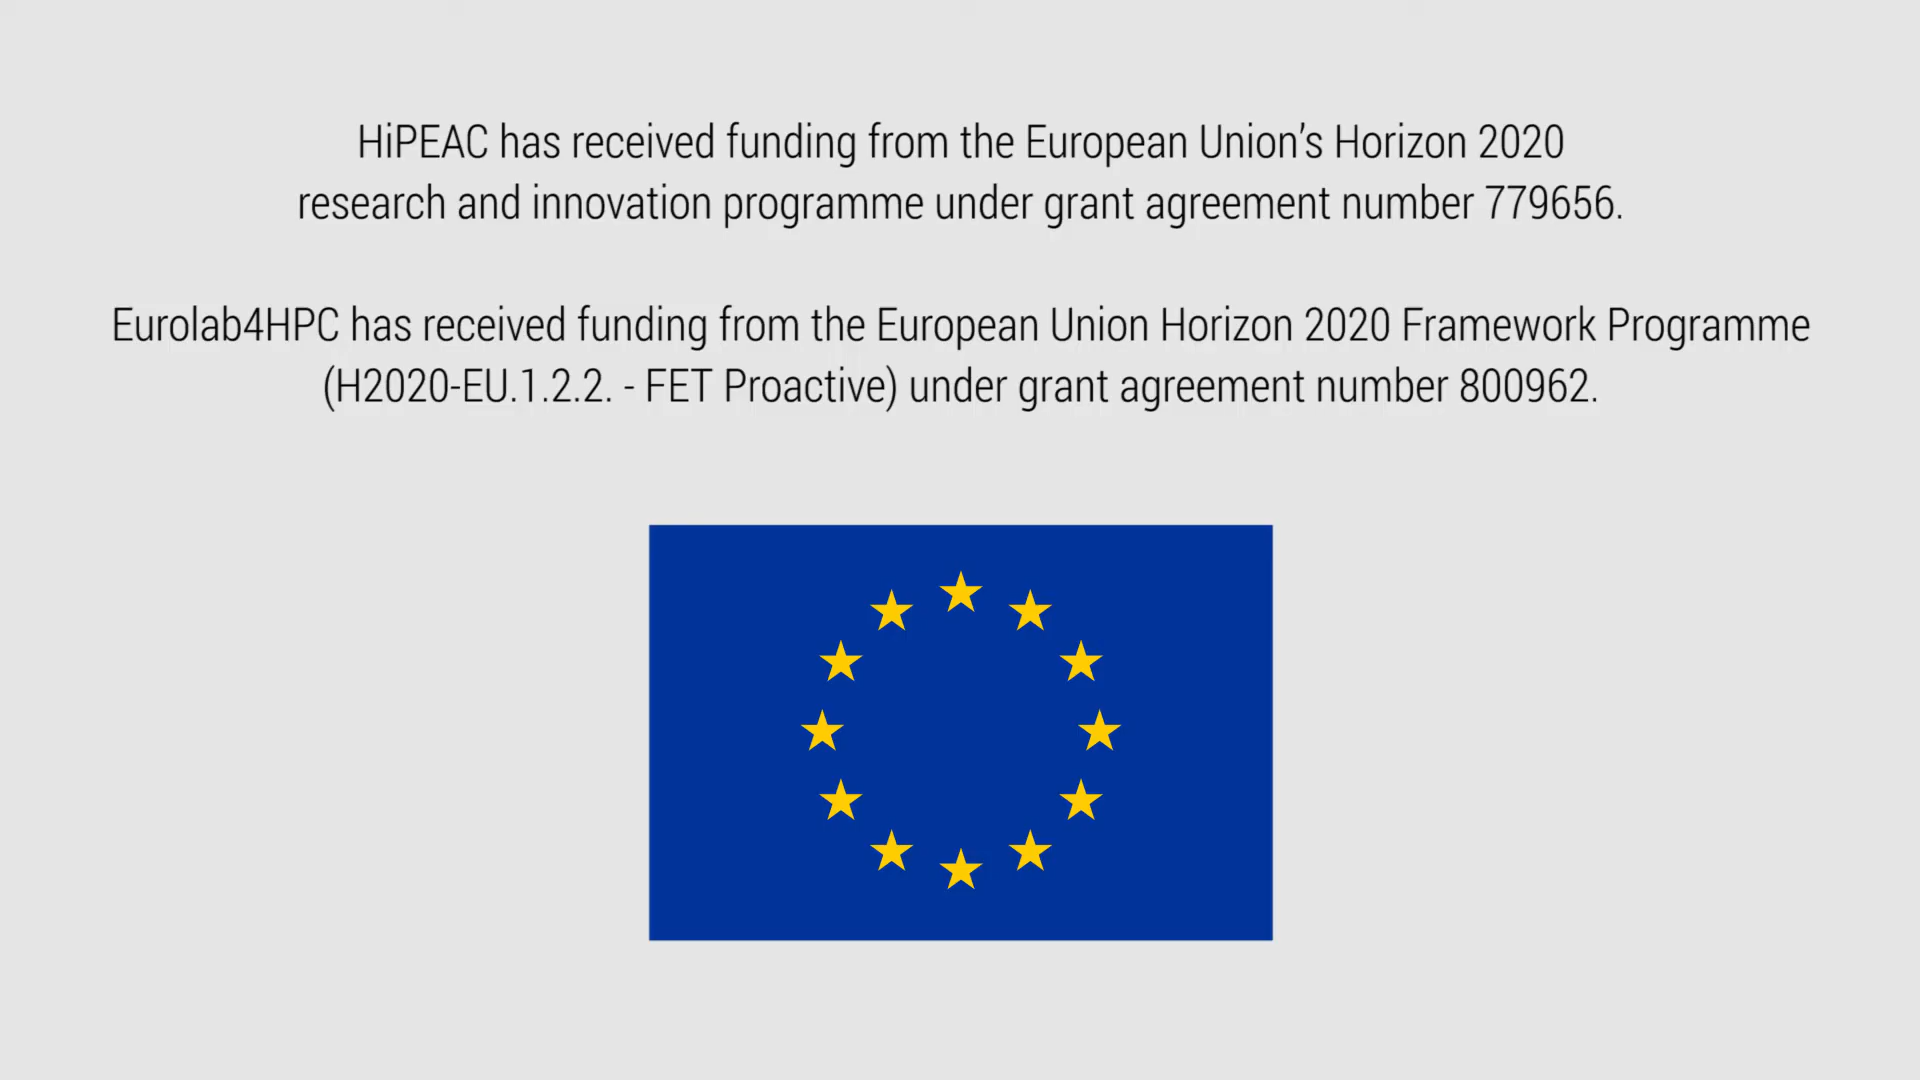 HiPEAC has received funding from the European Union’s Horizon 2020
research and innovation programme under grant agreement number 779656.
Eurolab4HPC has received funding from the European Union Horizon 2020 Framework Programme
(H2020-EU.1.2.2. - FET Proactive) under grant agreement number 800962.